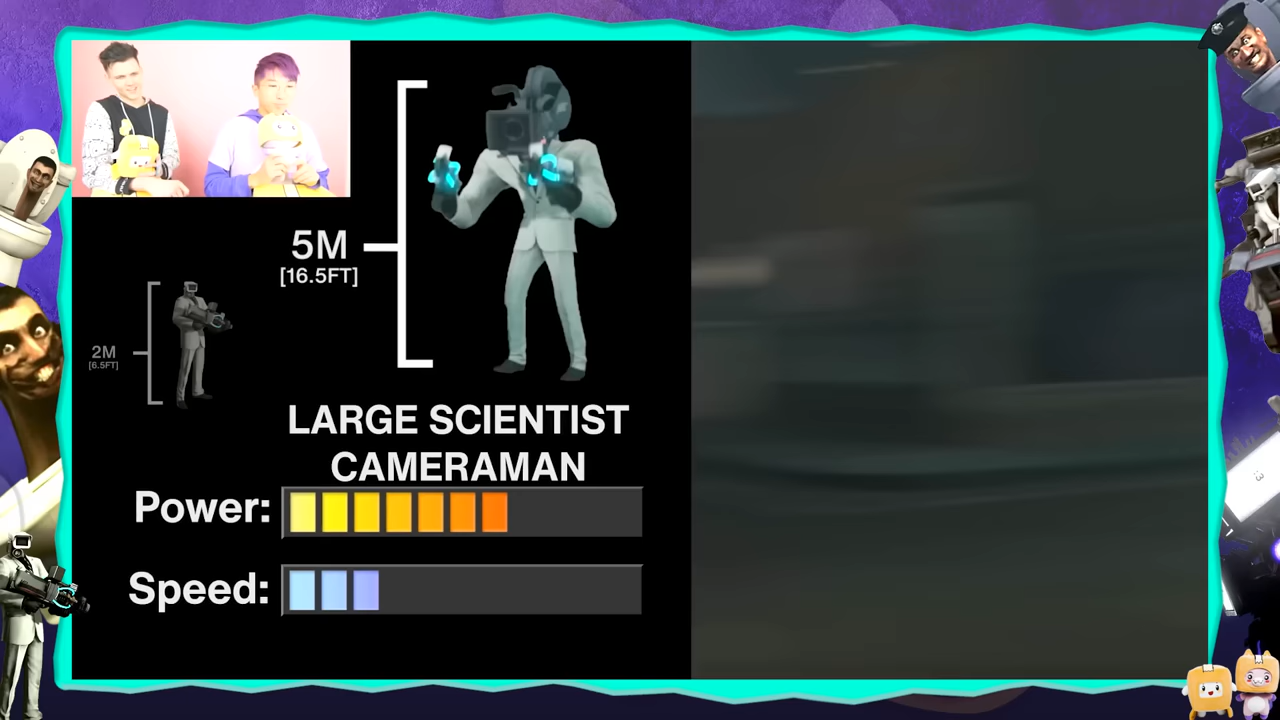 5M
[16.5FT]
2M
[6.5FT]
LARGE SCIENTIST
CAMERAMAN
Power:
Speed: